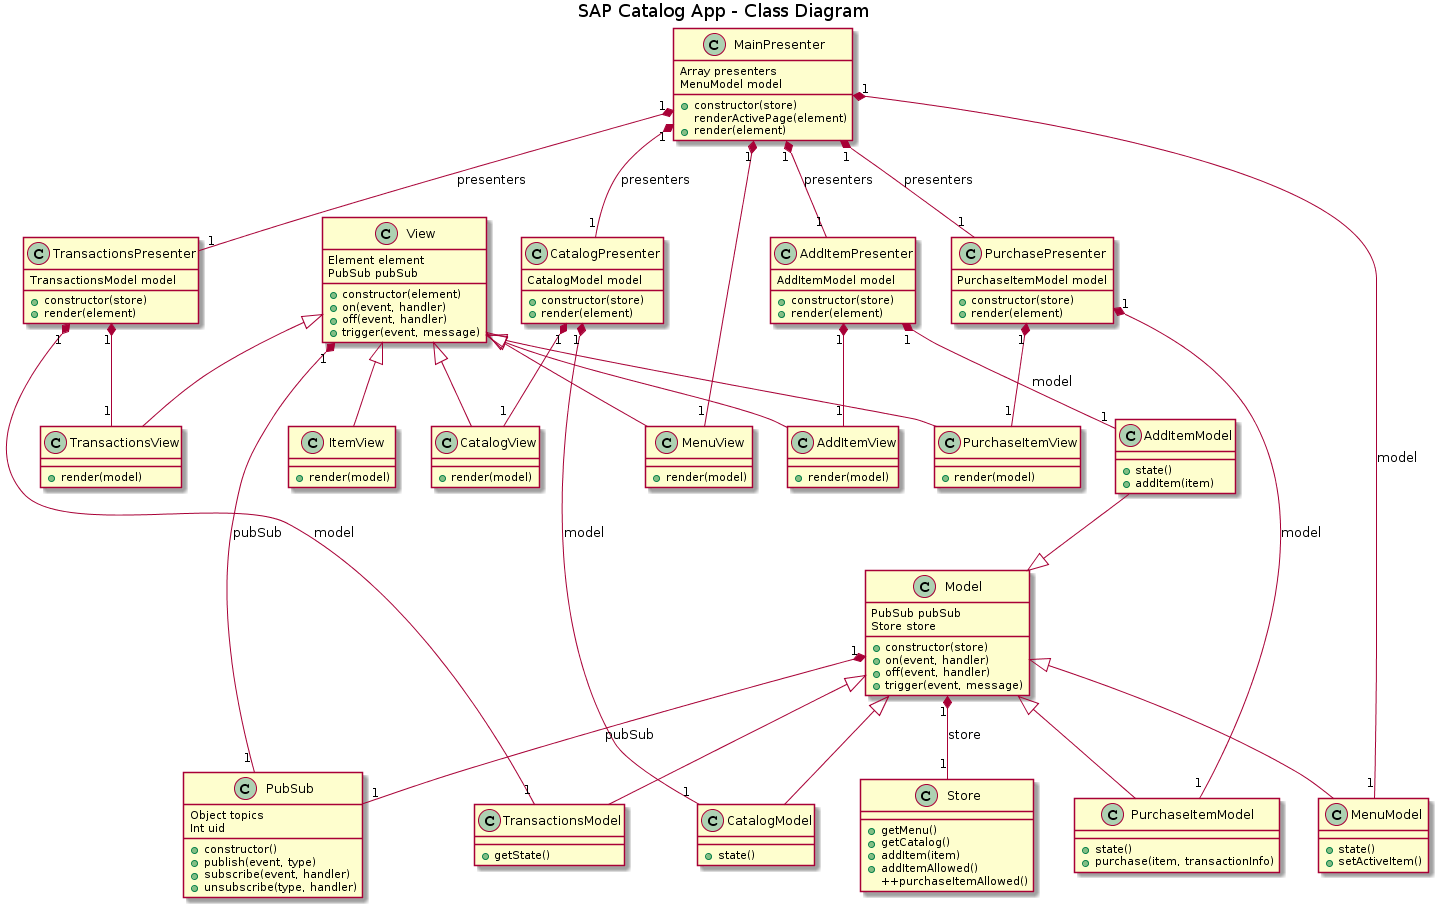 SAP Catalog App - Class Diagram
C MainPresenter
Array presenters
MenuModel model
constructor(store)
renderActivePage(element)
render(element)
1
1
1
1
1
1
presenters
presenters
presenters
presenters
1
1
1
1
C TransactionsPresenter
TransactionsModel model
constructor(store)
render(element)
1
1
C View
Element element
PubSub pubSub
constructor(element)
on(event, handler)
off(event, handler)
trigger(event, message)
1
C CatalogPresenter
CatalogModel model
constructor(store)
render(element)
1
1
C AddItemPresenter
AddItemModel model
constructor(store)
render(element)
1
1
C PurchasePresenter
PurchaseItemModel model
constructor(store)
render(element)
1
1
model
1
1
1
1
1
1
C TransactionsView
render(model)
C ItemView
render(model)
C CatalogView
render(model)
C MenuView
render(model)
C AddItemView
render(model)
C PurchaseItemView
render(model)
C AddItemModel
state()
addItem(item)
model
pubSub
model
model
model
C Model
PubSub pubSub
Store store
constructor(store)
on(event, handler)
off(event, handler)
trigger(event, message)
1
1
pubSub
store
1
1
1
1
1
1
1
C PubSub
Object topics
Int uid
constructor()
publish(event, type)
subscribe(event, handler)
unsubscribe(type, handler)
C TransactionsModel
getState()
C CatalogModel
state()
C Store
getMenu()
getCatalog()
addItem(item)
addItemAllowed()
++purchaseItemAllowed()
C PurchaseItemModel
state()
purchase(item, transactionInfo)
C MenuModel
state()
setActiveItem()